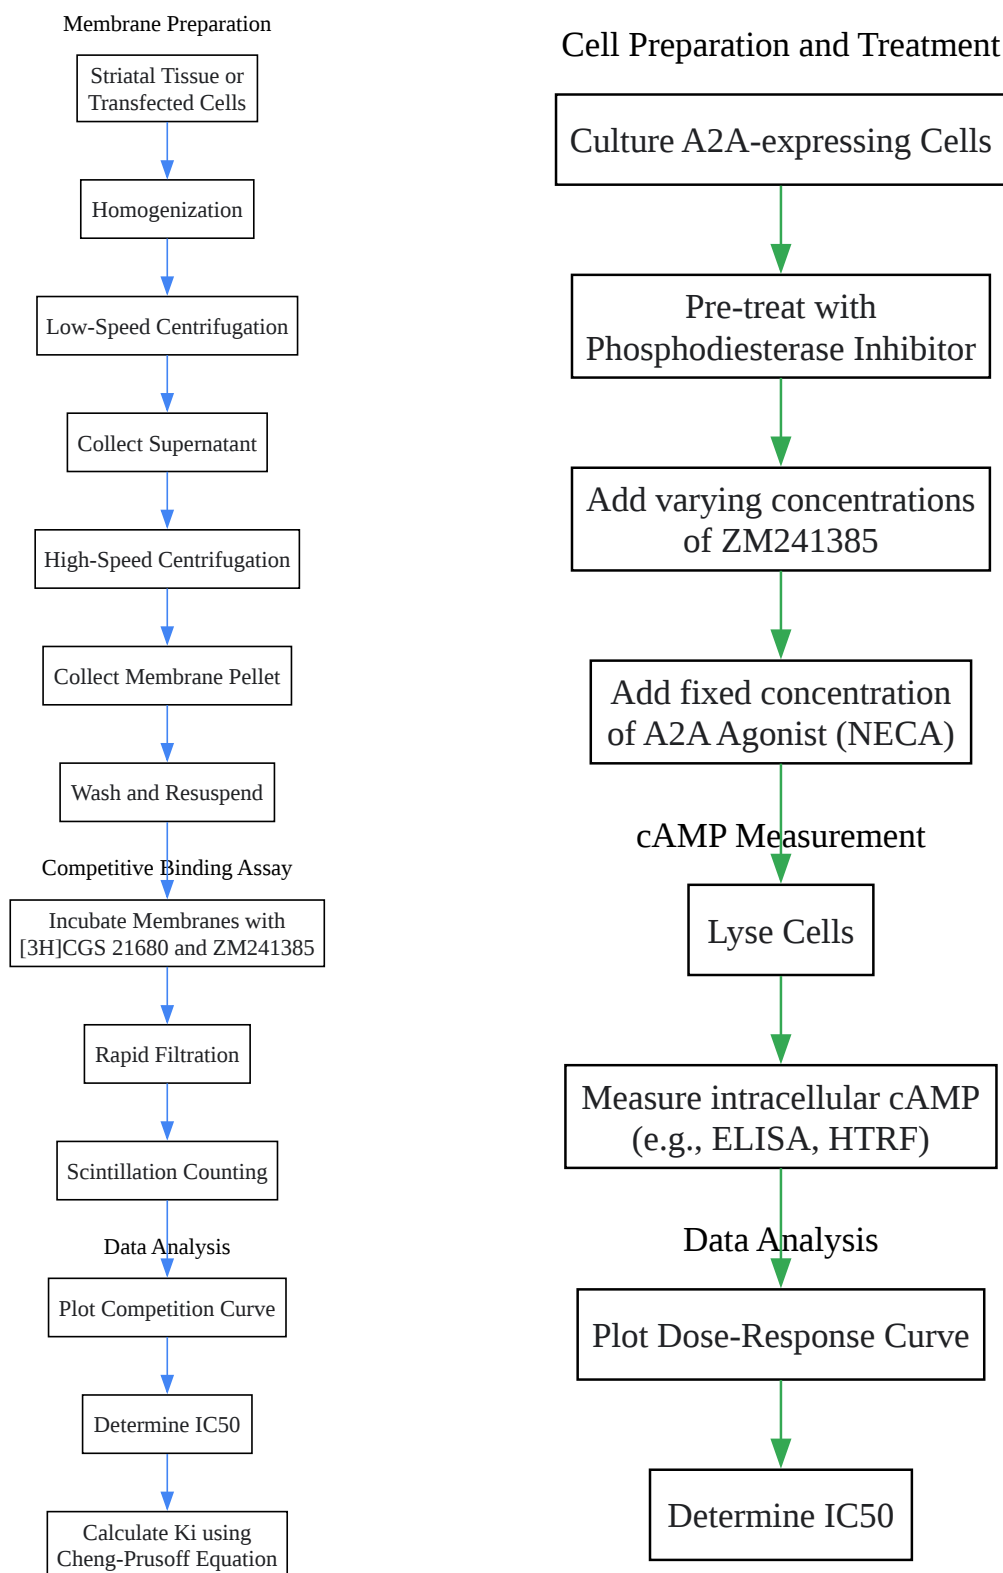 Membrane Preparation
Striatal Tissue or
Transfected Cells
Homogenization
Low-Speed Centrifugation
Collect Supernatant
High-Speed Centrifugation
Collect Membrane Pellet
Wash and Resuspend
Competitive Binding Assay
Incubate Membranes with
[3H]CGS 21680 and ZM241385
Rapid Filtration
Scintillation Counting
Data Analysis
Plot Competition Curve
Determine IC50
Calculate Ki using
Cheng-Prusoff Equation
Cell Preparation and Treatment
Culture A2A-expressing Cells
Pre-treat with
Phosphodiesterase Inhibitor
Add varying concentrations
of ZM241385
Add fixed concentration
of A2A Agonist (NECA)
cAMP Measurement
Lyse Cells
Measure intracellular cAMP
(e.g., ELISA, HTRF)
Data Analysis
Plot Dose-Response Curve
Determine IC50